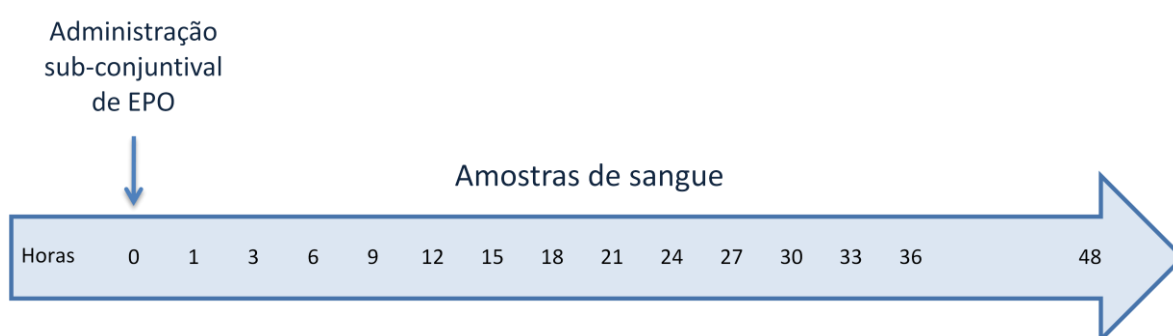 Administração
sub-conjuntival
de EPO
Amostras de sangue
Horas 0 1 3 6 9 12 15 18 21 24 27 30 33 36 48